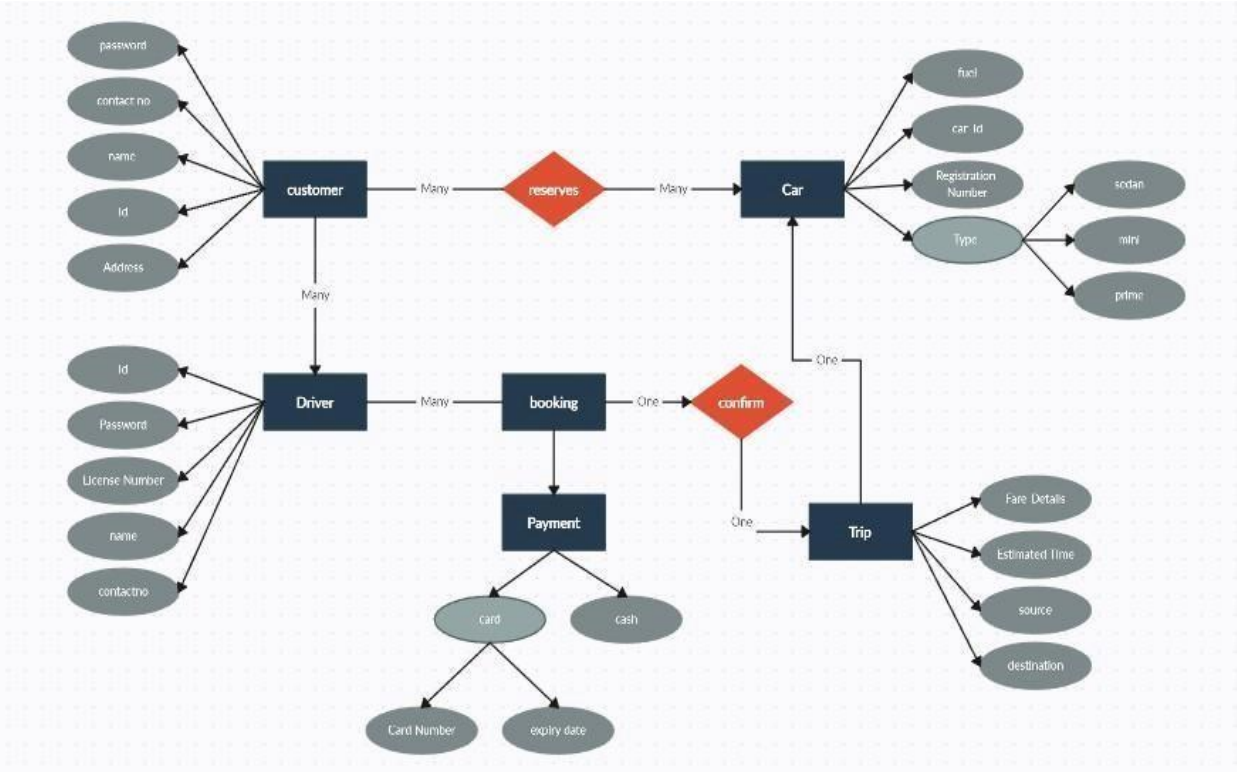 password
contact no
name
Id
Address
customer
Many
reserves
Many
Car
fuel
car Id
Registration
Number
Type
sedan
mini
prime
Many
One
Id
Password
License Number
name
contactno
Driver
Many
booking
One
confirm
One
Payment
card
cash
Card Number
expiry date
Trip
Fare Details
Estimated Time
source
destination